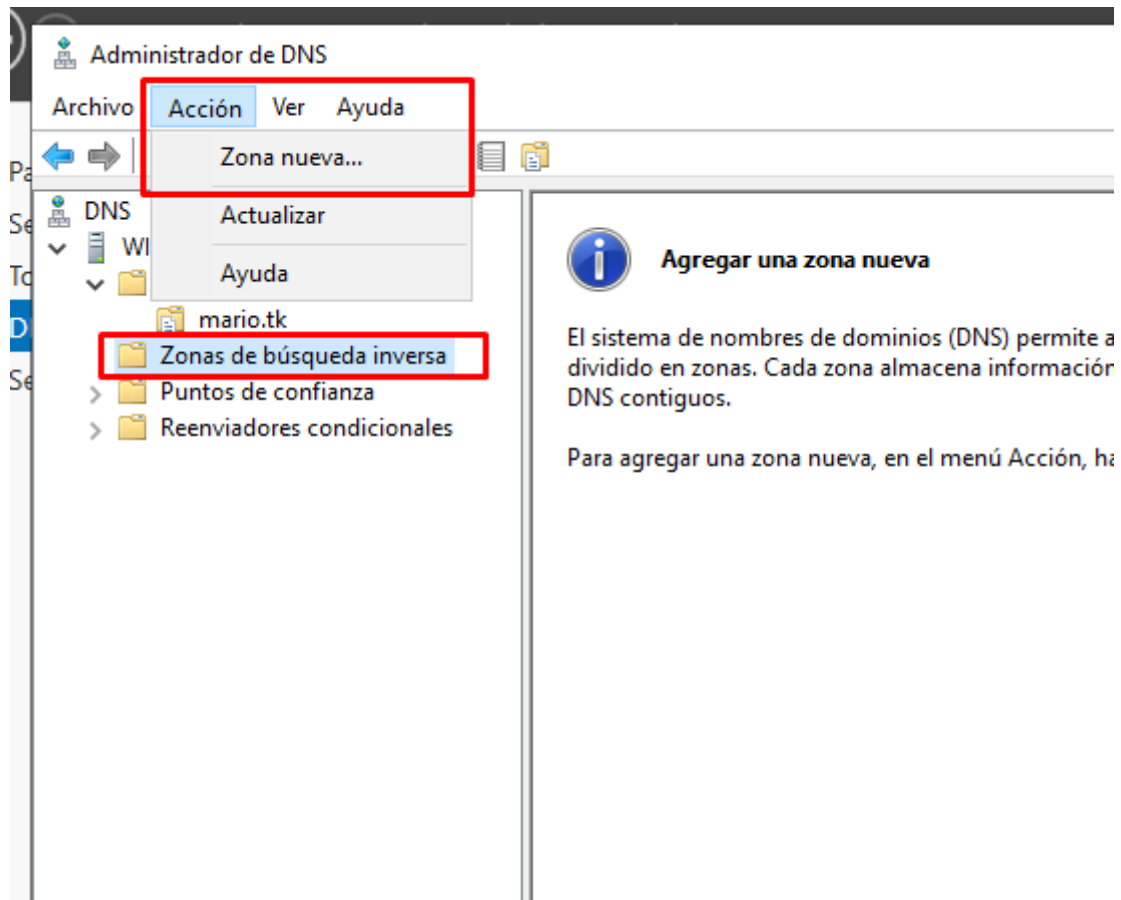 Administrador de DNS
Archivo Acción Ver Ayuda
Zona nueva...
Actualizar
Ayuda
DNS
mario.tk
Zonas de búsqueda inversa
Puntos de confianza
Reenviadores condicionales
Agregar una zona nueva
El sistema de nombres de dominios (DNS) permite
dividido en zonas. Cada zona almacena
DNS contiguos.
Para agregar una zona nueva, en el menú Acción,